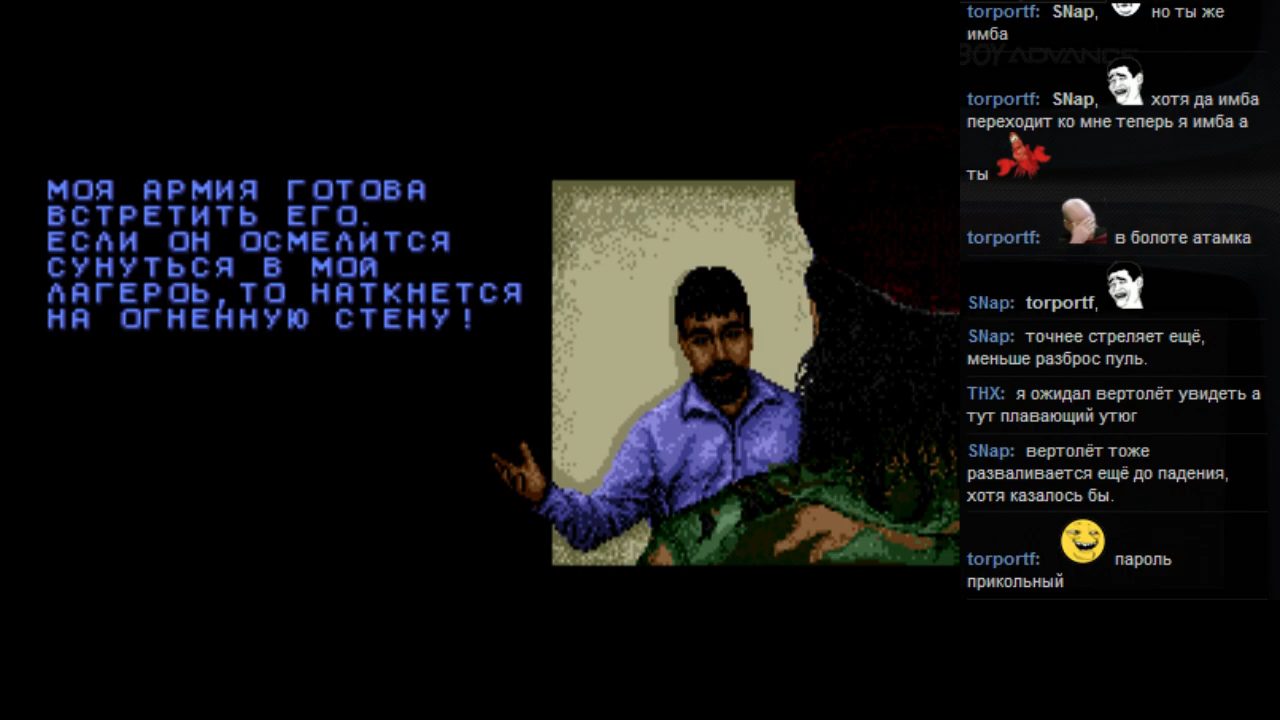 МОЯ АРМИЯ ГОТОВА
ВСТРЕТИТЬ ЕГО.
ЕСЛИ ОН ОСМЕЛИТСЯ
СУНУТЬСЯ В МОЙ
ЛАГЕРОЬ,ТО НАТКНЕТСЯ
НА ОГНЕННУЮ СТЕНУ!
torportf: SNap, но ты же
имба
BOY ADVANCE
torportf: SNap, хотя да имба
переходит ко мне теперь я имба а
ты
torportf: в болоте атамка
SNap: torportf,
SNap: точнее стреляет ещё,
меньше разброс пуль.
THX: я ожидал вертолёт увидеть а
тут плавающий утюг
SNap: вертолёт тоже
разваливается ещё до падения,
хотя казалось бы.
torportf: пароль
прикольный